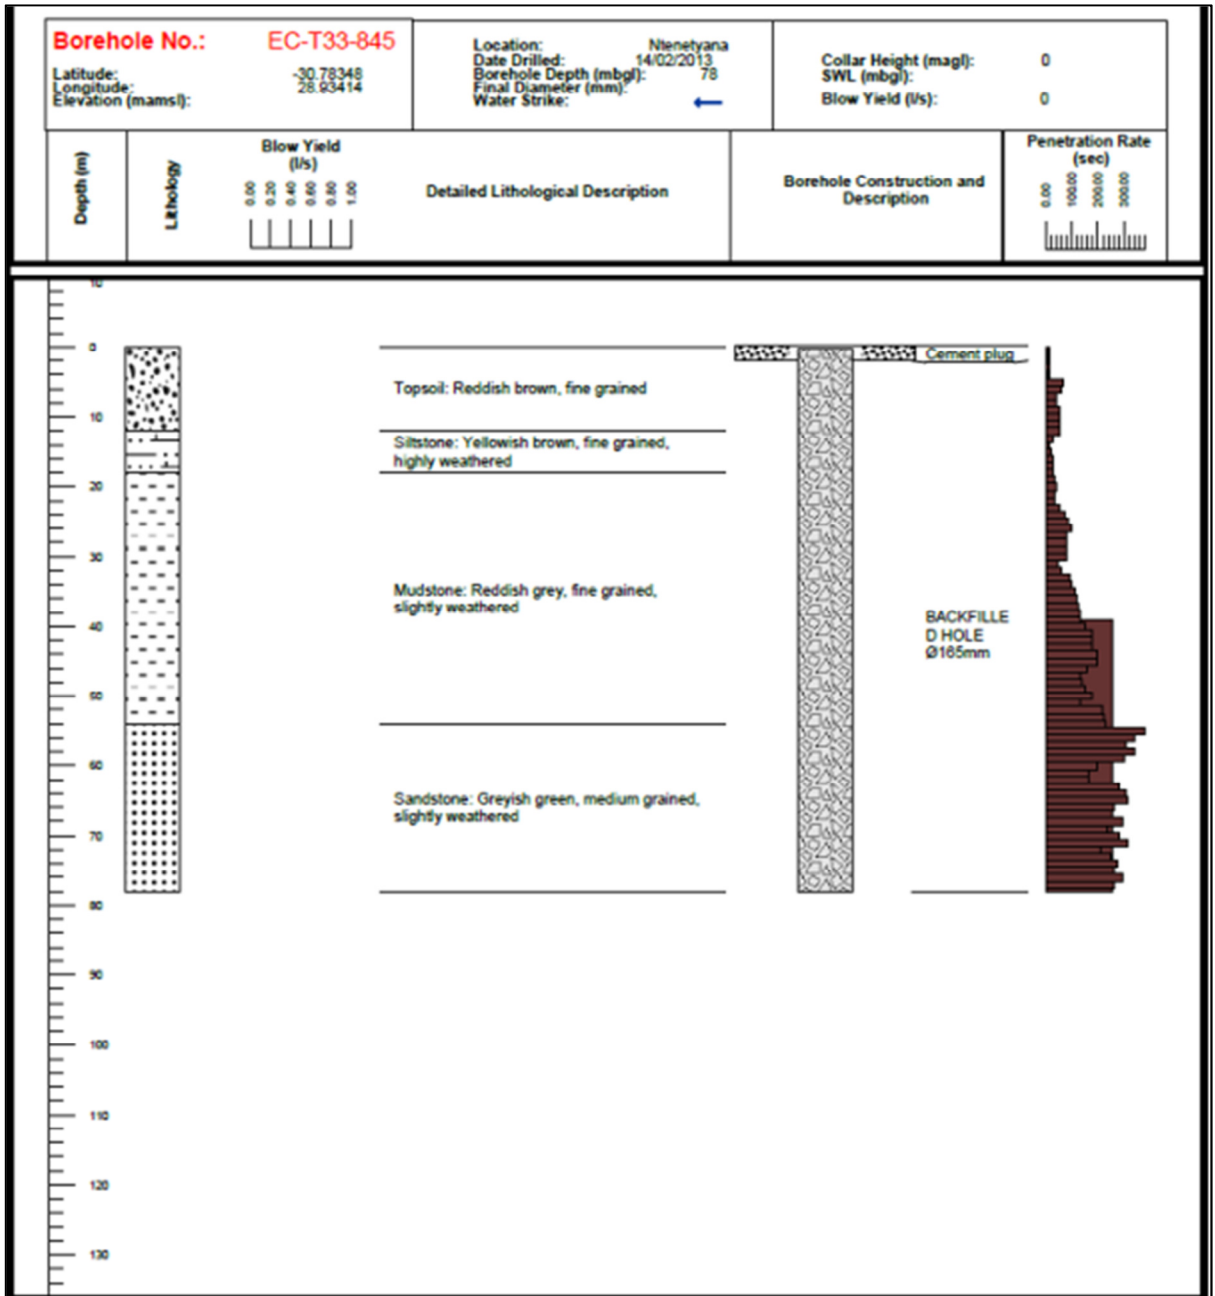 Borehole No.: EC-T33-845
Latitude: -30.78348
Longitude: 28.93414
Elevation (mamsl):
Location: Ntenetyana
Date Drilled: 14/02/2013
Borehole Depth (mbgl): 78
Final Diameter (mm):
Water Strike:
Collar Height (magl): 0
SWL (mbgl):
Blow Yield (l/s): 0
Depth (m)
Lithology
Blow Yield
(l/s)
0.00 0.20 0.40 0.60 0.80 1.00
Detailed Lithological Description
Borehole Construction and
Description
Penetration Rate
(sec)
0.00 100.00 200.00 300.00
10
0
Cement plug
Topsoil: Reddish brown, fine grained
10
Siltstone: Yellowish brown, fine grained,
highly weathered
20
30
Mudstone: Reddish grey, fine grained,
slightly weathered
40
BACKFILLE
D HOLE
Ø165mm
50
60
Sandstone: Greyish green, medium grained,
slightly weathered
70
80
90
100
110
120
130